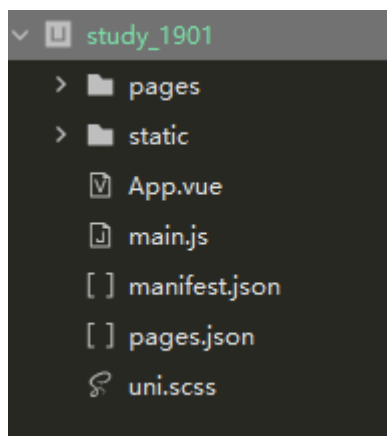 study_1901
pages
static
App.vue
main.js
[ ] manifest.json
[ ] pages.json
uni.scss